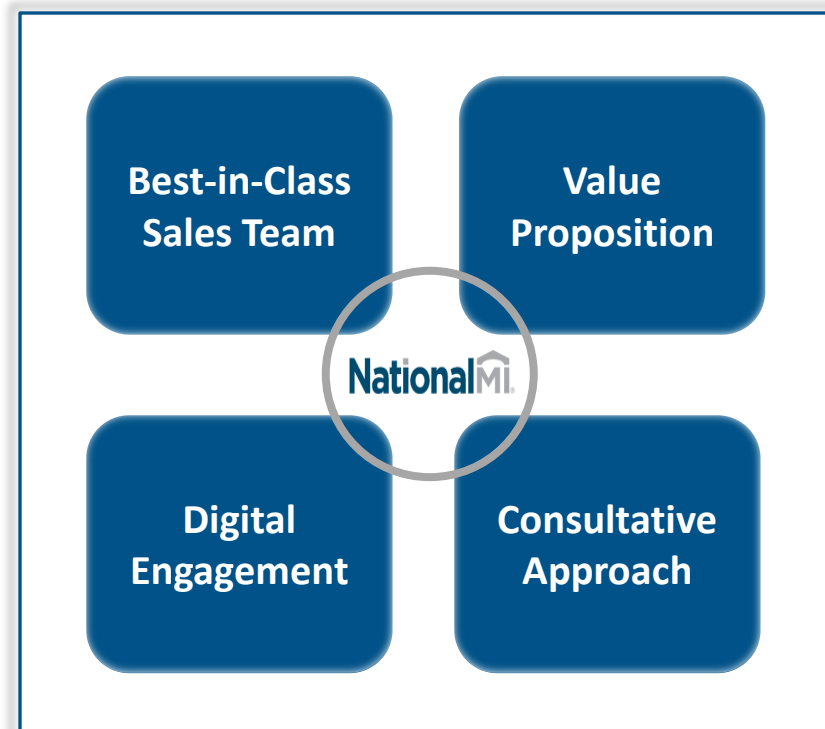 Best-in-Class
Sales Team
Value
Proposition
NationalMI
Digital
Engagement
Consultative
Approach